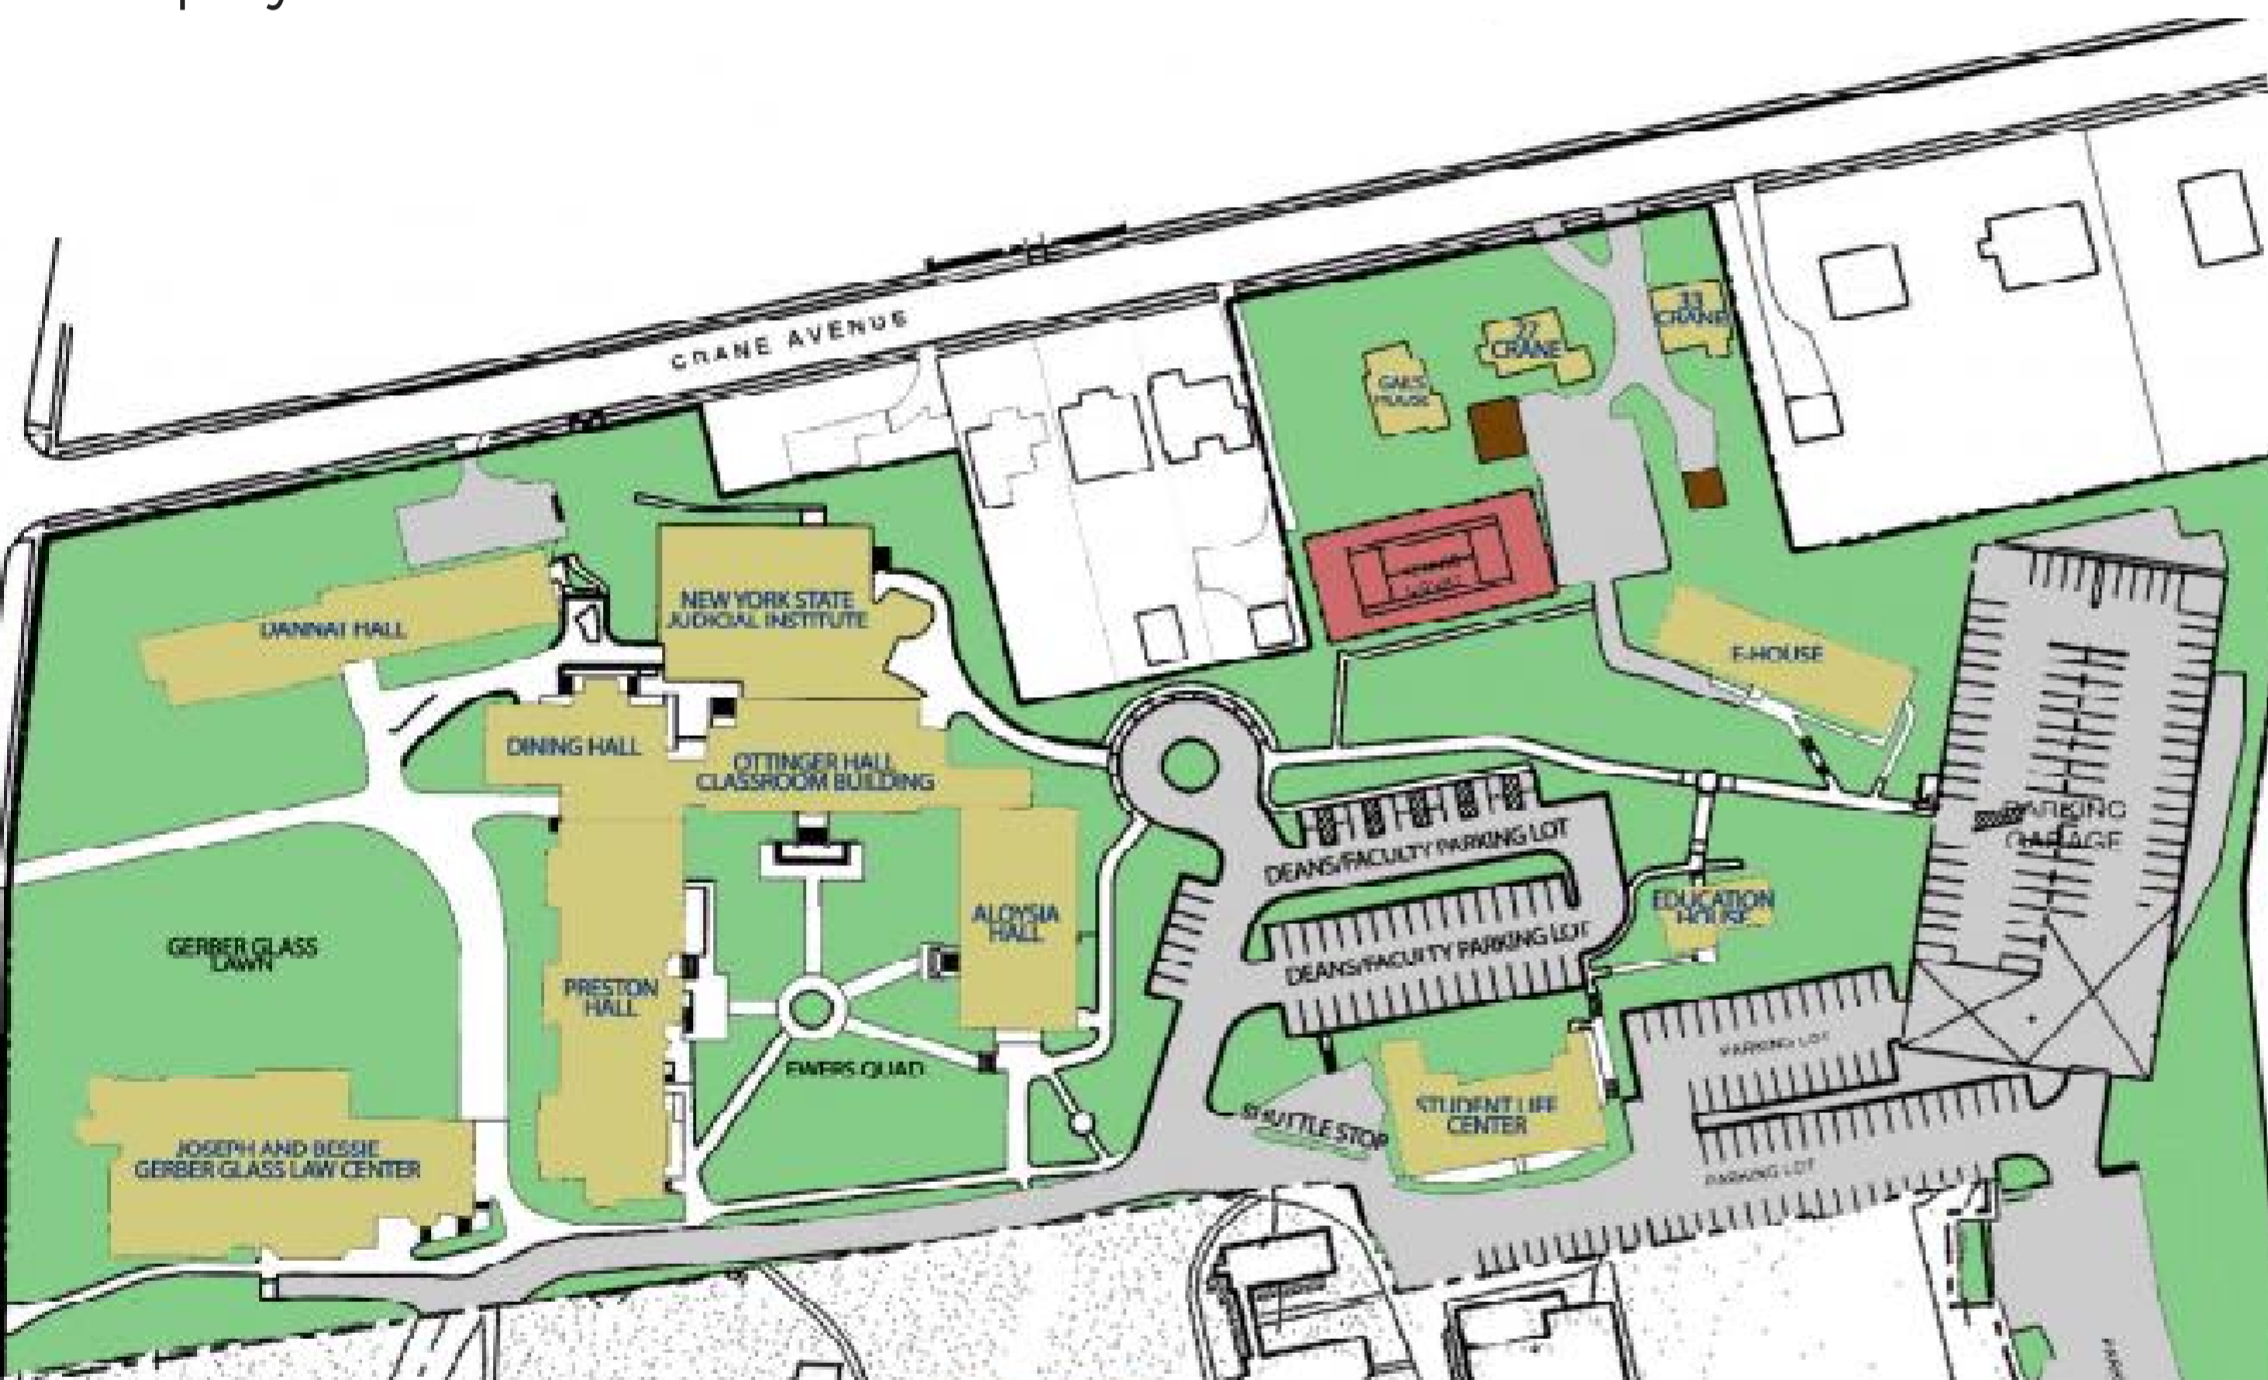 CRANE AVENUE
33
CRANE
27
CRANE
GAIL'S
HOUSE
NEW YORK STATE
JUDICIAL INSTITUTE
DANNAT HALL
E-HOUSE
DINING HALL
OTTINGER HALL
CLASSROOM BUILDING
PARKING
GARAGE
DEANS/FACULTY PARKING LOT
EDUCATION
HOUSE
ALOYSIA
HALL
GERBER GLASS
LAWN
DEANS/FACULTY PARKING LOT
PRESTON
HALL
PARKING LOT
EWERS QUAD
STUDENT LIFE
CENTER
SHUTTLE STOP
JOSEPH AND BESSIE
GERBER GLASS LAW CENTER
PARKING LOT